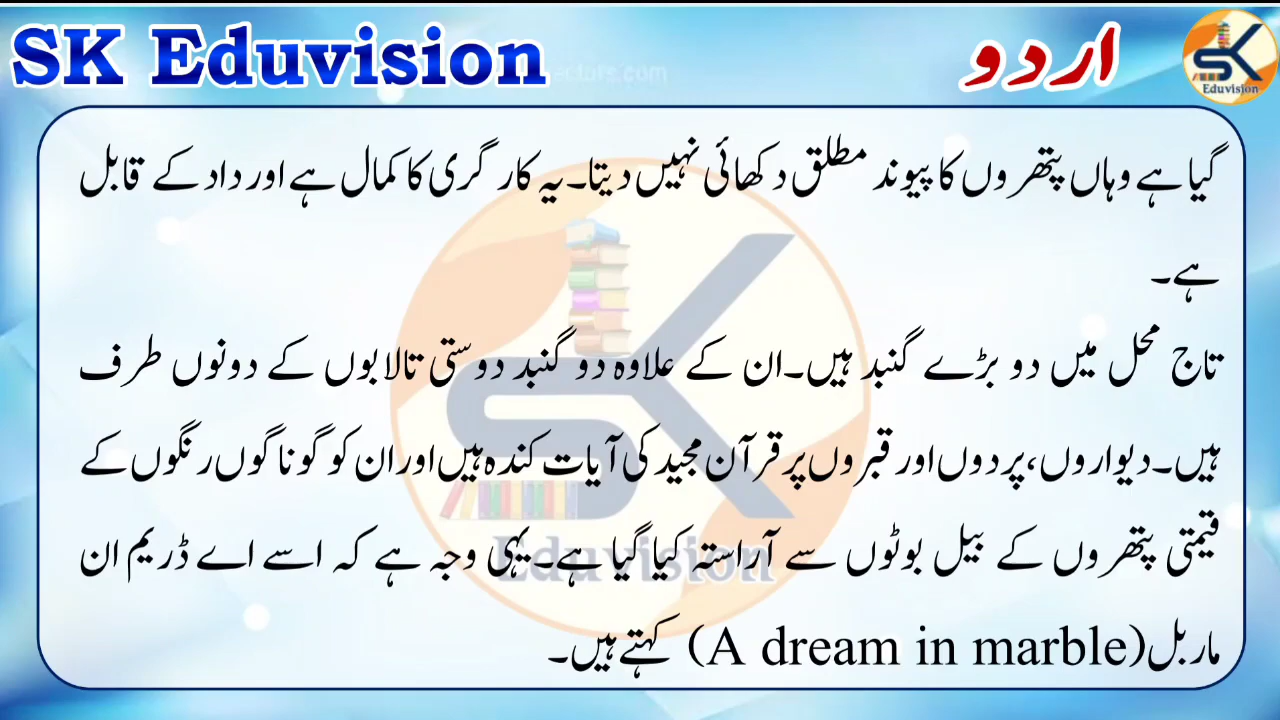 SK Eduvision
اردو
SK
Eduvision
گیا ہے وہاں پتھروں کا پیوند مطلق دکھائی نہیں دیتا۔ یہ کارگری کا کمال ہے اور داد کے قابل
ہے۔
تاج محل میں دو بڑے گنبد ہیں۔ ان کے علاوہ دو گنبد دوستی تالابوں کے دونوں طرف
ہیں۔ دیواروں، پردوں اور قبروں پر قرآن مجید کی آیات کندہ ہیں اور ان کو گوناگوں رنگوں کے
قیمتی پتھروں کے بیل بوٹوں سے آراستہ کیا گیا ہے۔ یہی وجہ ہے کہ اسے اے ڈریم ان
ماربل (A dream in marble) کہتے ہیں۔
SK
Eduvision